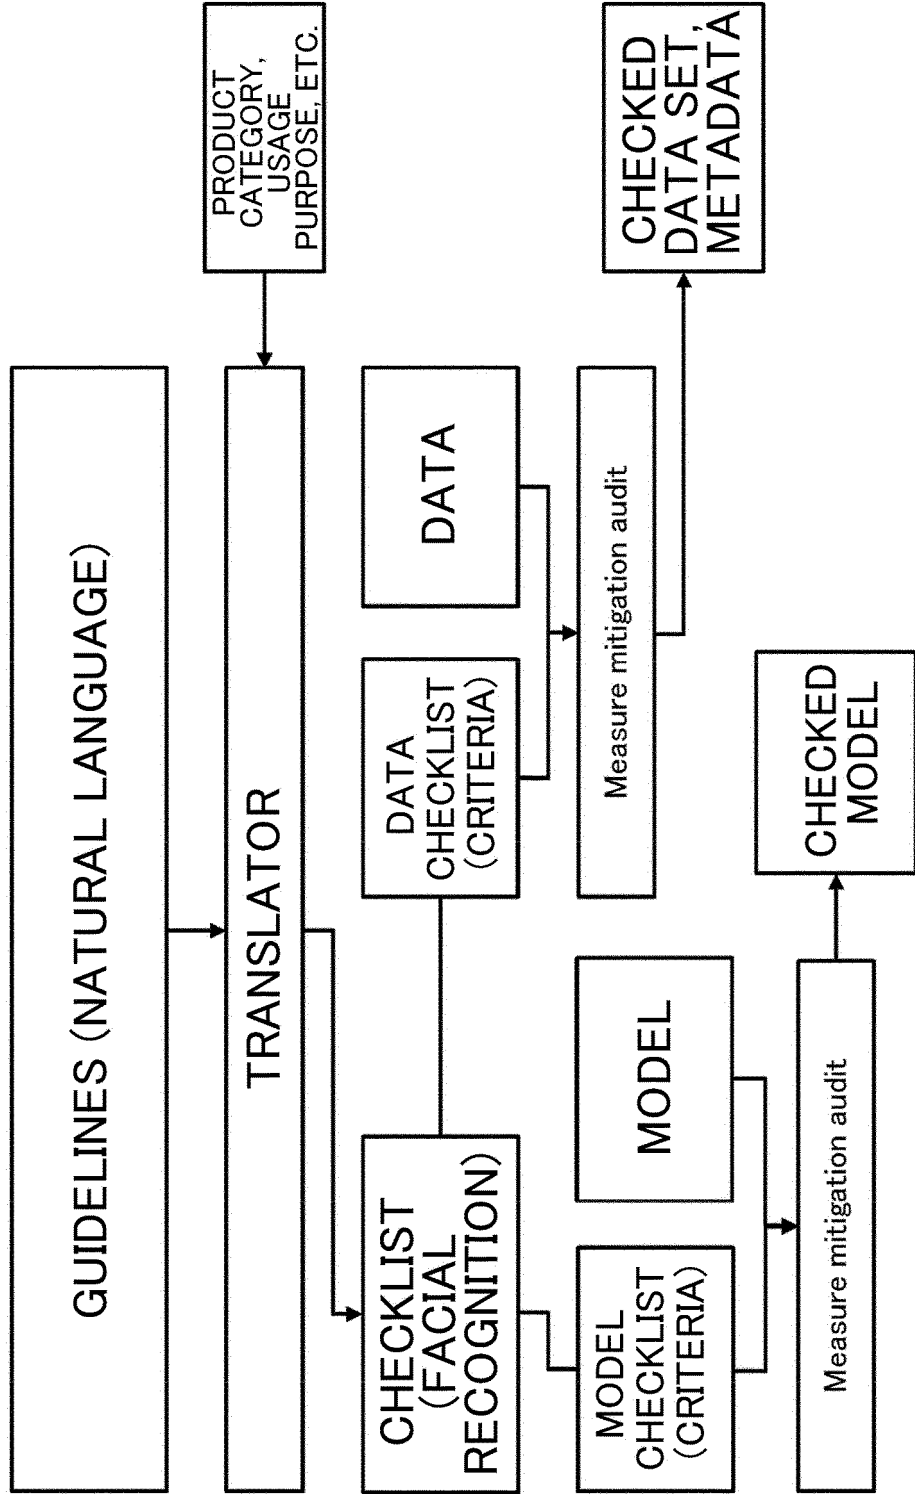 GUIDELINES (NATURAL LANGUAGE)
PRODUCT
CATEGORY,
USAGE
PURPOSE, ETC.
TRANSLATOR
CHECKLIST
(FACIAL
RECOGNITION)
DATA
CHECKLIST
(CRITERIA)
DATA
MODEL
CHECKLIST
(CRITERIA)
MODEL
Measure mitigation audit
CHECKED
DATA SET,
METADATA
Measure mitigation audit
CHECKED
MODEL